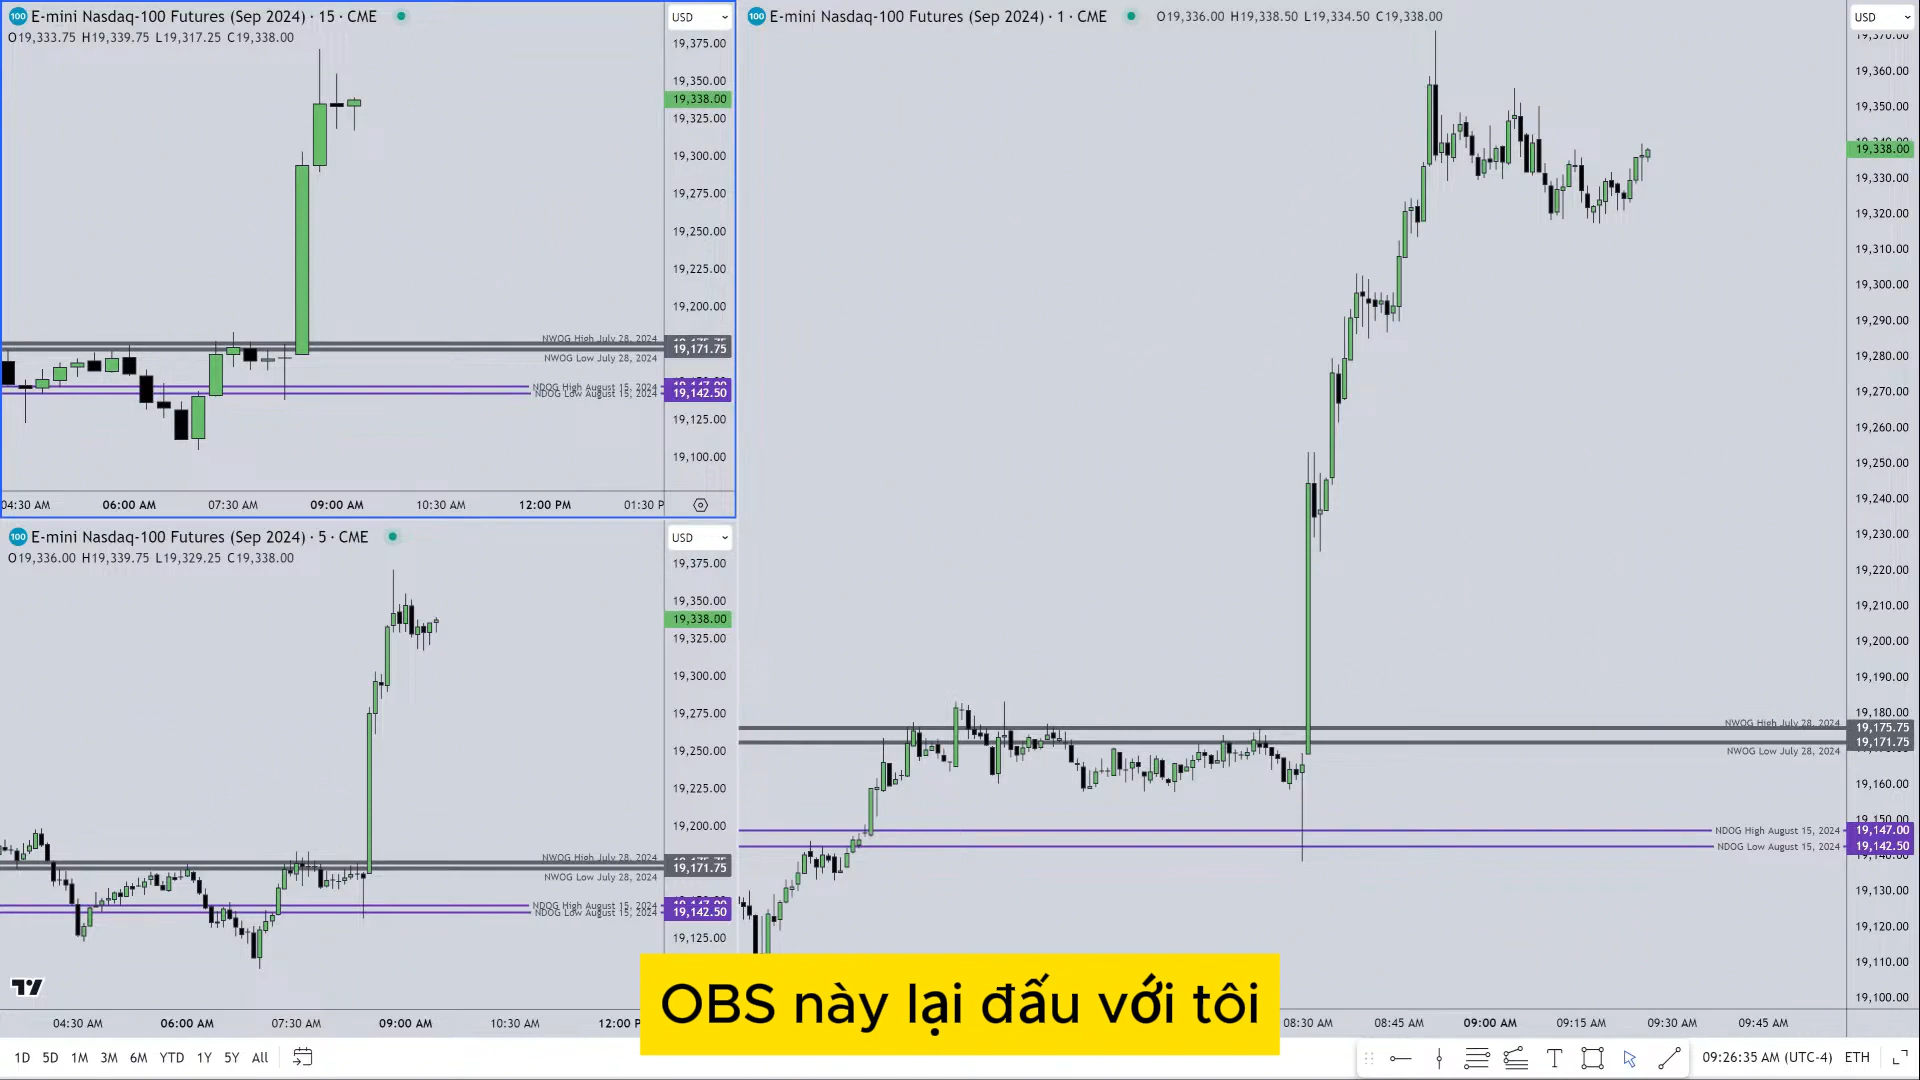 E-mini Nasdaq-100 Futures (Sep 2024) · 15 · CME
O19,333.75 H19,339.75 L19,317.25 C19,338.00
USD
19,375.00
19,350.00
19,338.00
19,325.00
19,300.00
19,275.00
19,250.00
19,225.00
19,200.00
NWOG High July 28, 2024
19,171.75
NWOG Low July 28, 2024
NDOG High August 15, 2024
NDOG Low August 15, 2024
19,142.50
19,125.00
19,100.00
04:30 AM 06:00 AM 07:30 AM 09:00 AM 10:30 AM 12:00 PM 01:30 P
100 E-mini Nasdaq-100 Futures (Sep 2024) · 5 · CME
O19,336.00 H19,339.75 L19,329.25 C19,338.00
USD
19,375.00
19,350.00
19,338.00
19,325.00
19,300.00
19,275.00
19,250.00
19,225.00
19,200.00
NWOG High July 28, 2024
19,171.75
NWOG Low July 28, 2024
NDOG High August 15, 2024
NDOG Low August 15, 2024
19,142.50
19,125.00
04:30 AM 06:00 AM 07:30 AM 09:00 AM 10:30 AM 12:00 P
100 E-mini Nasdaq-100 Futures (Sep 2024) · 1 · CME O19,336.00 H19,338.50 L19,334.50 C19,338.00
USD
19,370.00
19,360.00
19,350.00
19,340.00
19,338.00
19,330.00
19,320.00
19,310.00
19,300.00
19,290.00
19,280.00
19,270.00
19,260.00
19,250.00
19,240.00
19,230.00
19,220.00
19,210.00
19,200.00
19,190.00
19,180.00
NWOG High July 28, 2024 19,175.75
19,171.75
NWOG Low July 28, 2024
19,160.00
19,150.00
NDOG High August 15, 2024 19,147.00
NDOG Low August 15, 2024 19,142.50
19,140.00
19,130.00
19,120.00
19,110.00
19,100.00
08:30 AM 08:45 AM 09:00 AM 09:15 AM 09:30 AM 09:45 AM
OBS này lại đấu với tôi
1D 5D 1M 3M 6M YTD 1Y 5Y All
09:26:35 AM (UTC-4) ETH